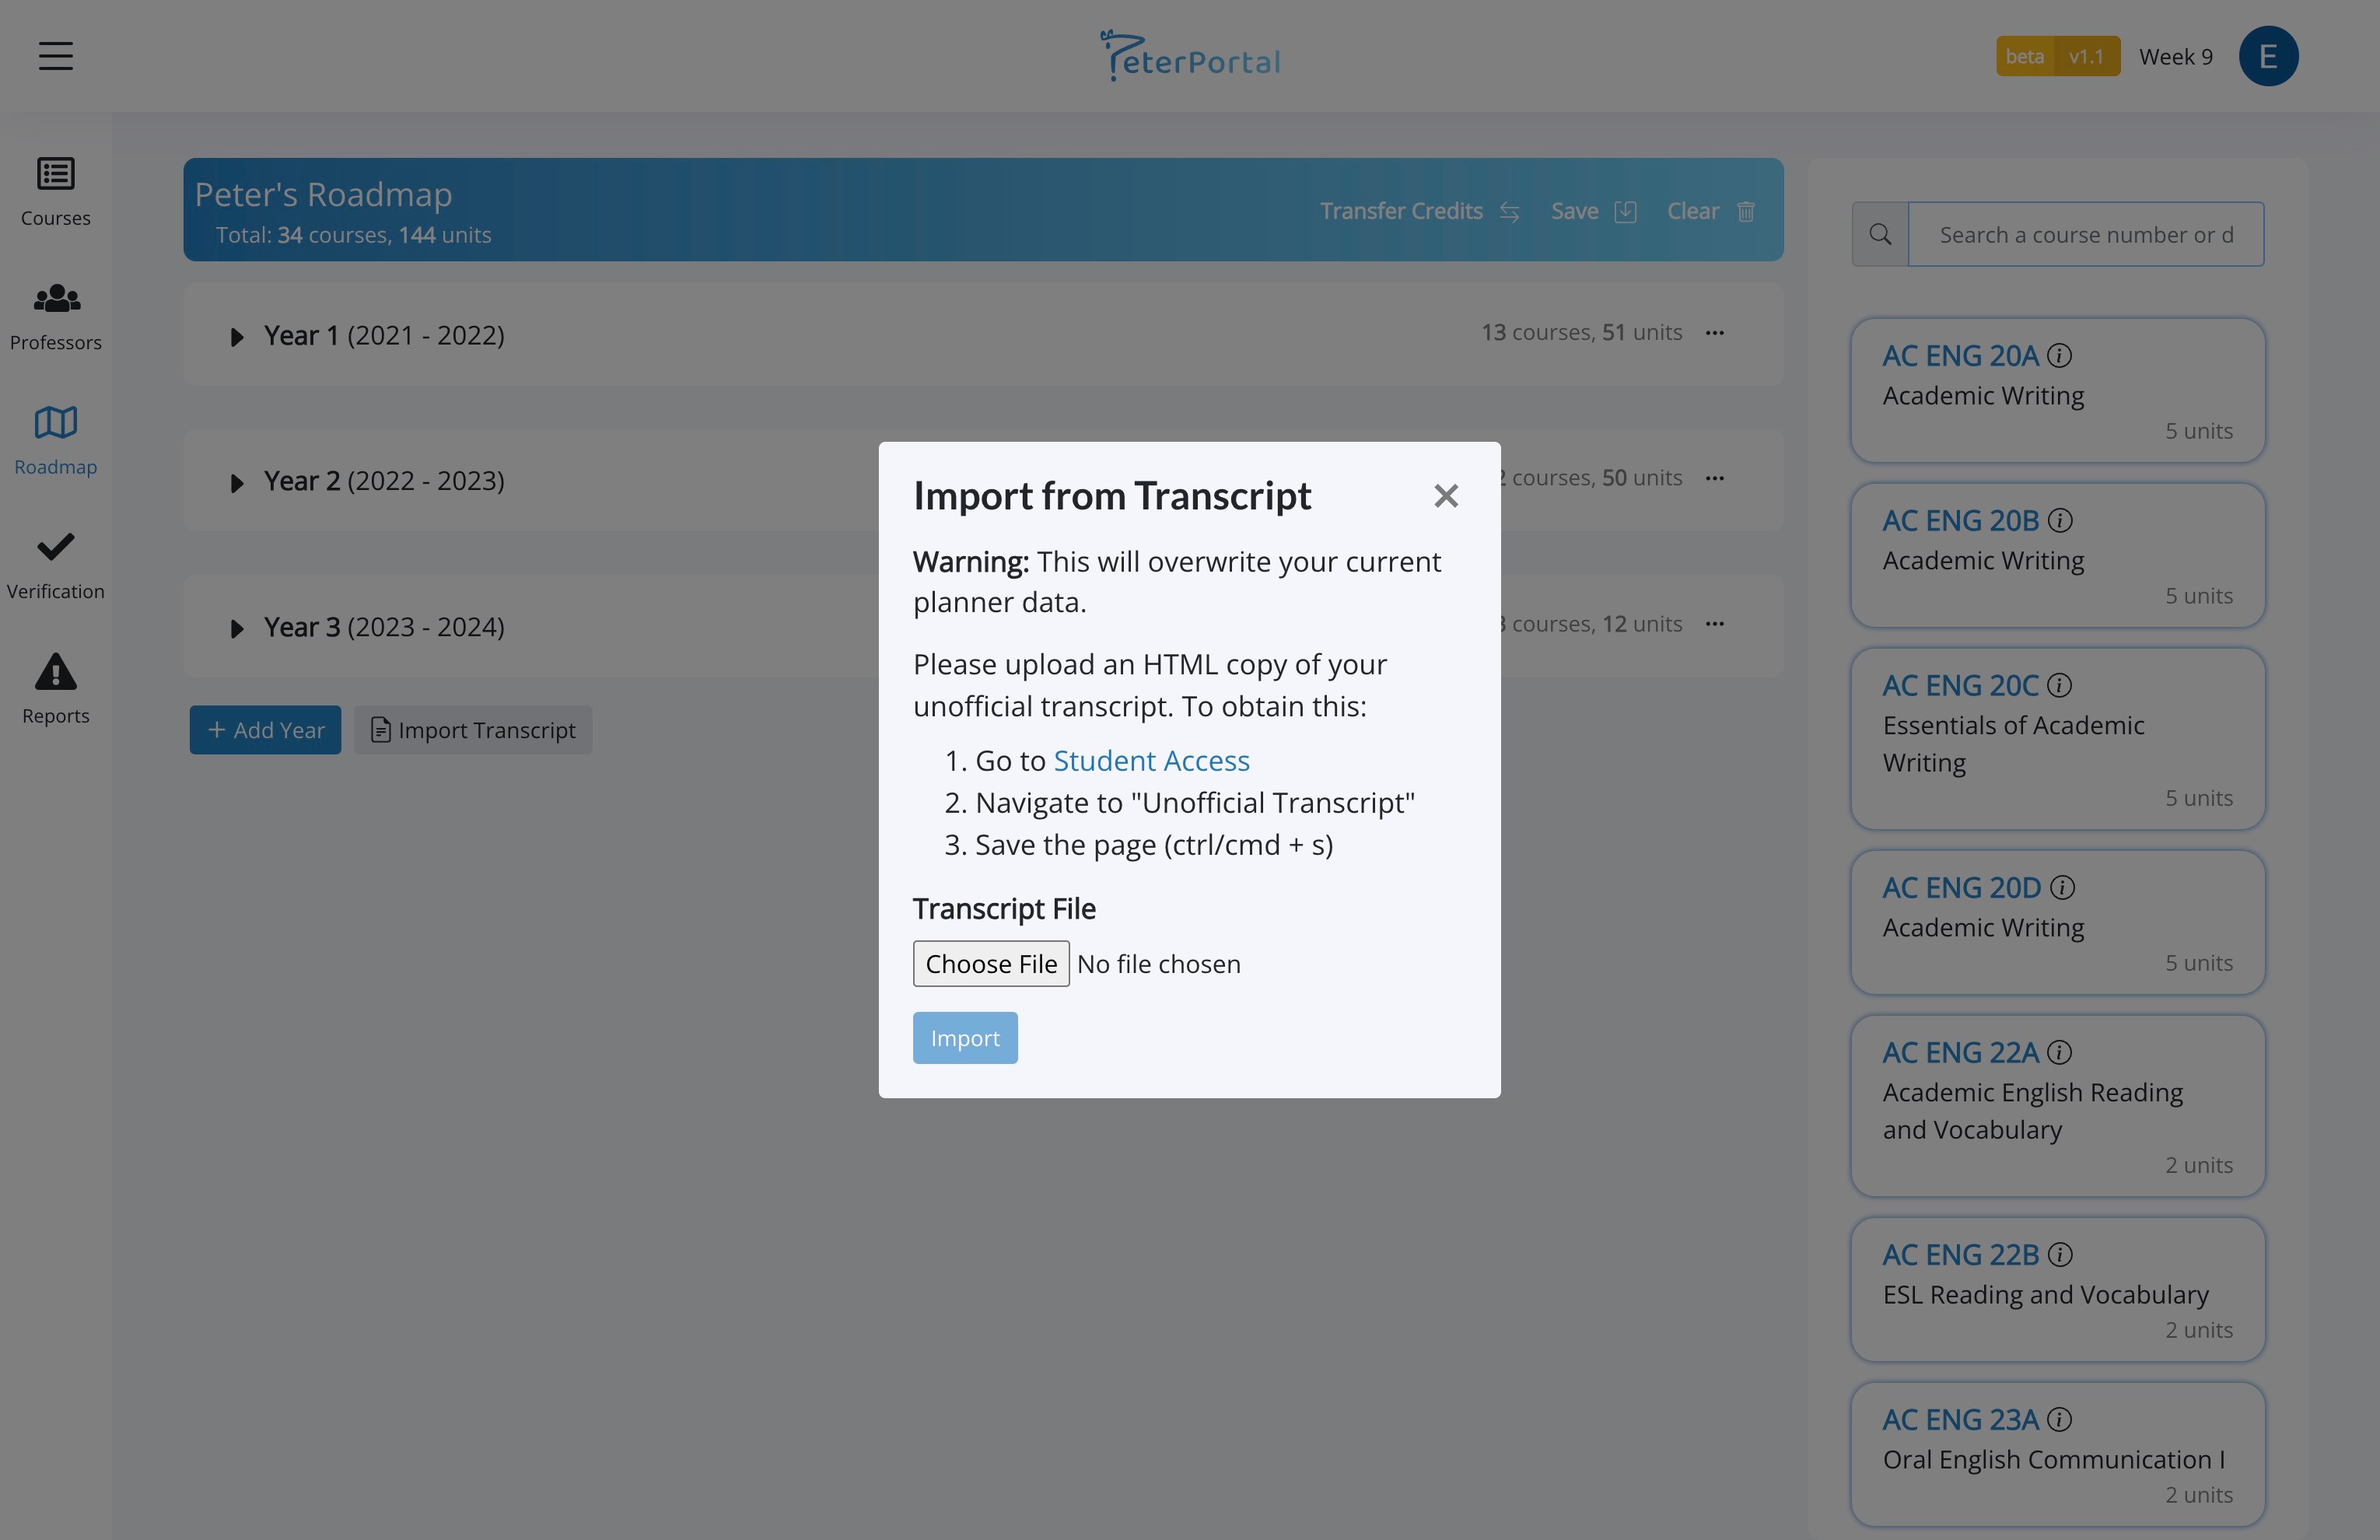 PeterPortal
beta v1.1
Week 9
E
Courses
Professors
Roadmap
Verification
Reports
Peter's Roadmap
Total: 34 courses, 144 units
Transfer Credits
Save
Clear
Year 1 (2021 - 2022)
13 courses, 51 units
Year 2 (2022 - 2023)
courses, 50 units
Year 3 (2023 - 2024)
courses, 12 units
+ Add Year
Import Transcript
Import from Transcript
Warning: This will overwrite your current
planner data.
Please upload an HTML copy of your
unofficial transcript. To obtain this:
1. Go to Student Access
2. Navigate to "Unofficial Transcript"
3. Save the page (ctrl/cmd + s)
Transcript File
Choose File No file chosen
Import
Search a course number or d
AC ENG 20A
Academic Writing
5 units
AC ENG 20B
Academic Writing
5 units
AC ENG 20C
Essentials of Academic
Writing
5 units
AC ENG 20D
Academic Writing
5 units
AC ENG 22A
Academic English Reading
and Vocabulary
2 units
AC ENG 22B
ESL Reading and Vocabulary
2 units
AC ENG 23A
Oral English Communication I
2 units